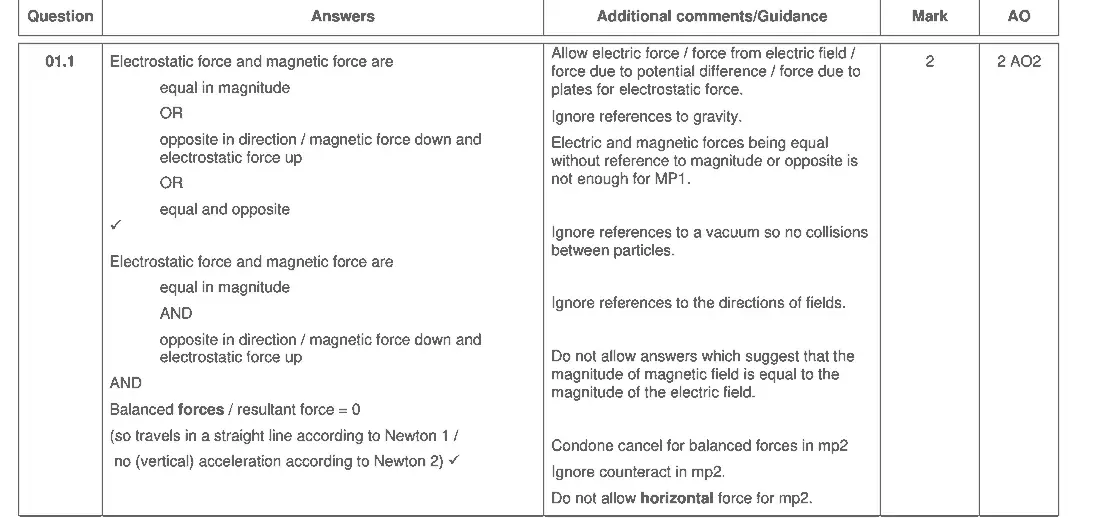 Question Answers Additional comments/Guidance Mark AO
01.1 Electrostatic force and magnetic force are
equal in magnitude
OR
opposite in direction / magnetic force down and
electrostatic force up
OR
equal and opposite
✓
Electrostatic force and magnetic force are
equal in magnitude
AND
opposite in direction / magnetic force down and
electrostatic force up
AND
Balanced forces / resultant force = 0
(so travels in a straight line according to Newton 1 /
no (vertical) acceleration according to Newton 2) ✓
Allow electric force / force from electric field /
force due to potential difference / force due to
plates for electrostatic force.
Ignore references to gravity.
Electric and magnetic forces being equal
without reference to magnitude or opposite is
not enough for MP1.
Ignore references to a vacuum so no collisions
between particles.
Ignore references to the directions of fields.
Do not allow answers which suggest that the
magnitude of magnetic field is equal to the
magnitude of the electric field.
Condone cancel for balanced forces in mp2
Ignore counteract in mp2.
Do not allow horizontal force for mp2.
2
2 AO2